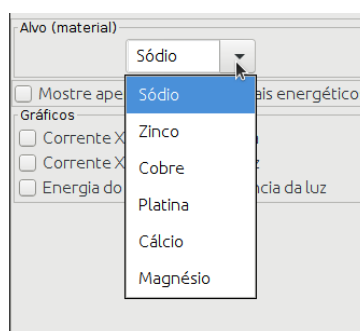 Alvo (material)
Sódio
Mostre ape
Sódio
ais energético
Gráficos
Zinco
Corrente X
Cobre
Corrente X
Energia do
ncia da luz
Platina
Cálcio
Magnésio